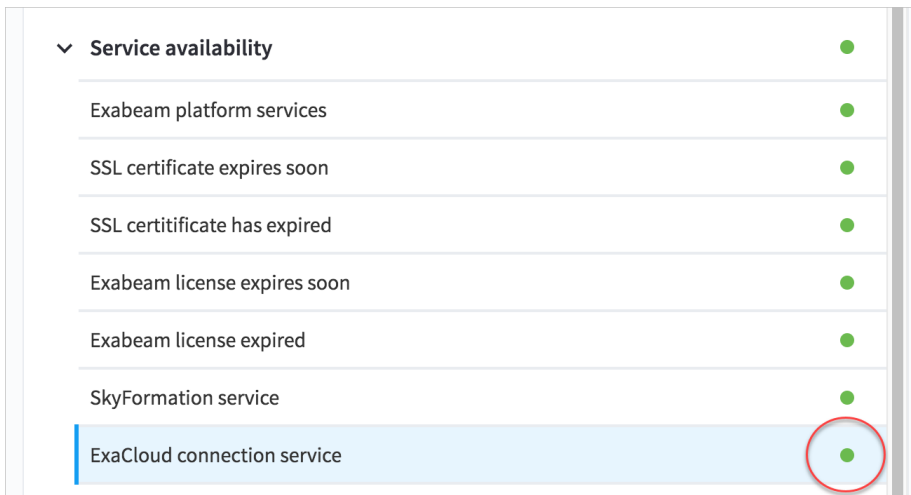 Service availability
Exabeam platform services
SSL certificate expires soon
SSL certitificate has expired
Exabeam license expires soon
Exabeam license expired
SkyFormation service
ExaCloud connection service